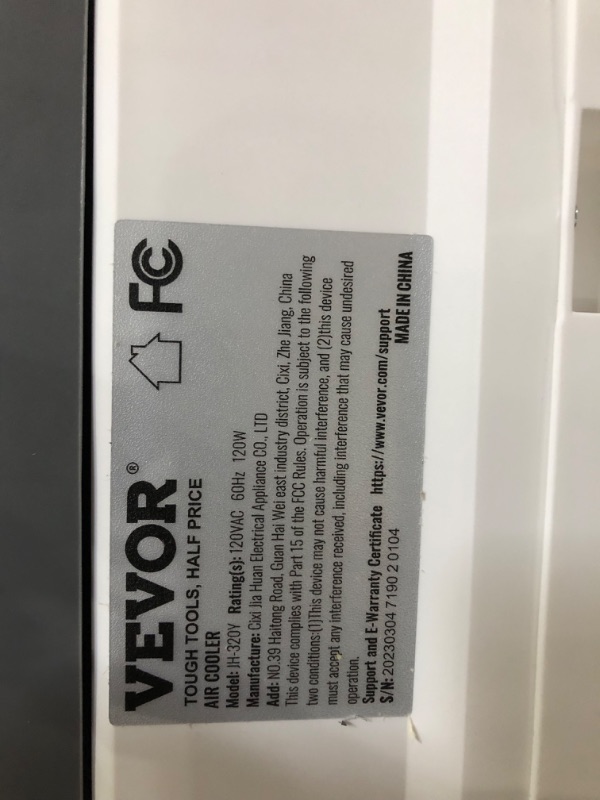 VEVOR®
TOUGH TOOLS, HALF PRICE
FC
AIR COOLER
Model: JH-320Y Rating(s): 120VAC 60Hz 120W
Manufacture: Cixi Jia Huan Electrical Appliance CO., LTD
Add: NO.39 Haitong Road, Guan Hai Wei east industry district, Cixi, Zhe Jiang, China
This device complies with Part 15 of the FCC Rules. Operation is subject to the following
two conditions:(1)This device may not cause harmful interference, and (2)this device
must accept any interference received, including interference that may cause undesired
operation.
Support and E-Warranty Certificate https://www.vevor.com/support
S/N: 20230304 7190 2 0104
MADE IN CHINA